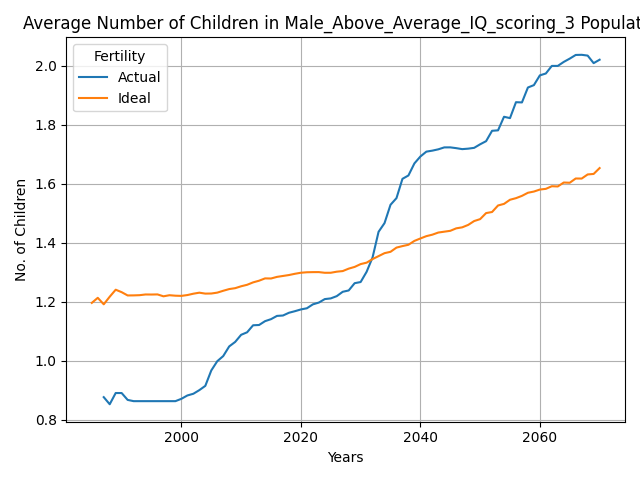 Average Number of Children in Male_Above_Average_IQ_scoring_3 Populat
Fertility
Actual
Ideal
2.0
1.8
1.6
1.4
1.2
1.0
0.8
No. of Children
2000
2020
2040
2060
Years